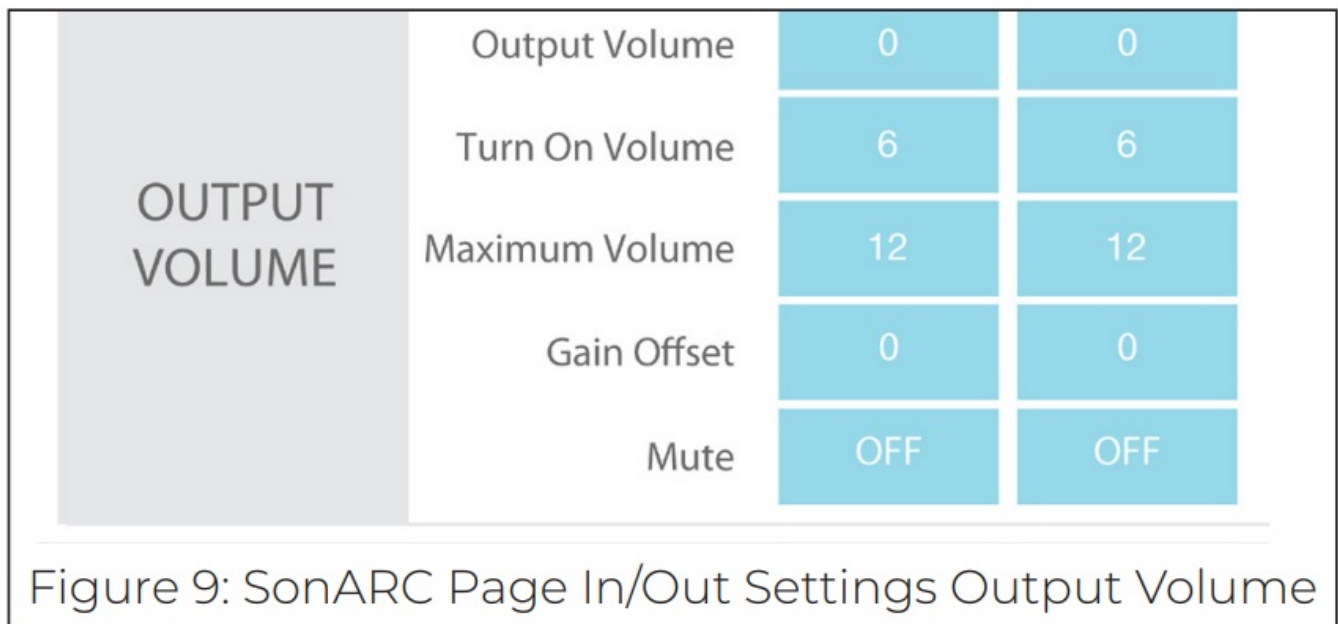 Output Volume 0 0
Turn On Volume 6 6
OUTPUT
VOLUME
Maximum Volume 12 12
Gain Offset 0 0
Mute OFF OFF
Figure 9: SonARC Page In/Out Settings Output Volume